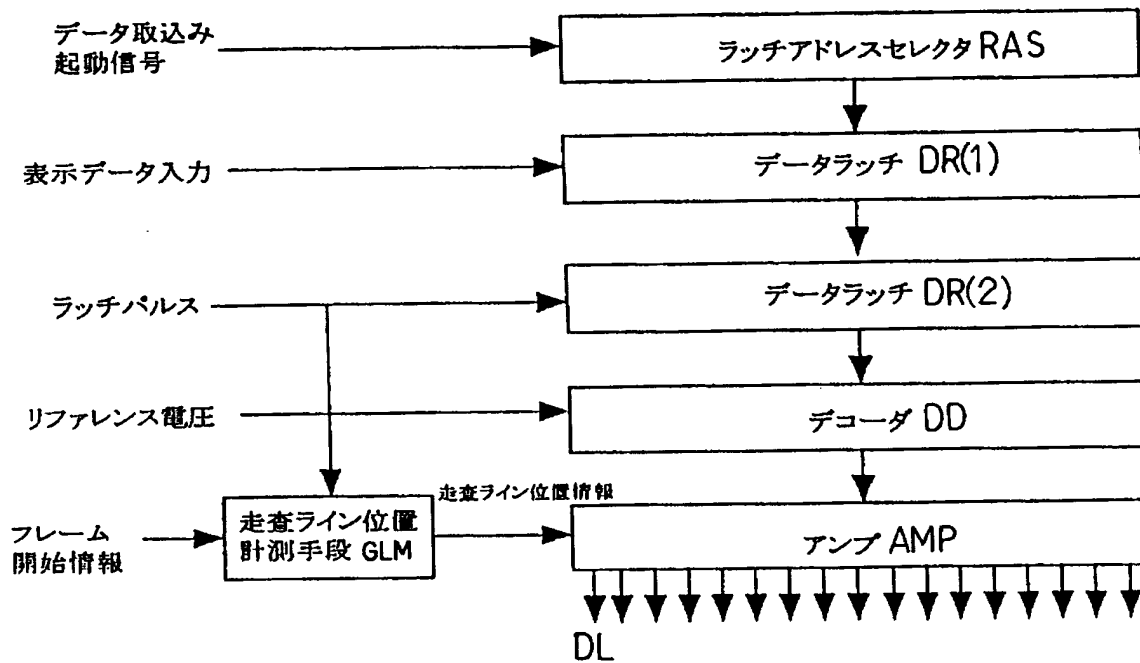 データ取込み
起動信号
ラッチアドレスセレクタ RAS
表示データ入力
データラッチ DR(1)
ラッチパルス
データラッチ DR(2)
リファレンス電圧
デコーダ DD
走査ライン位置情報
フレーム
開始情報
走査ライン位置
計測手段 GLM
アンプ AMP
DL